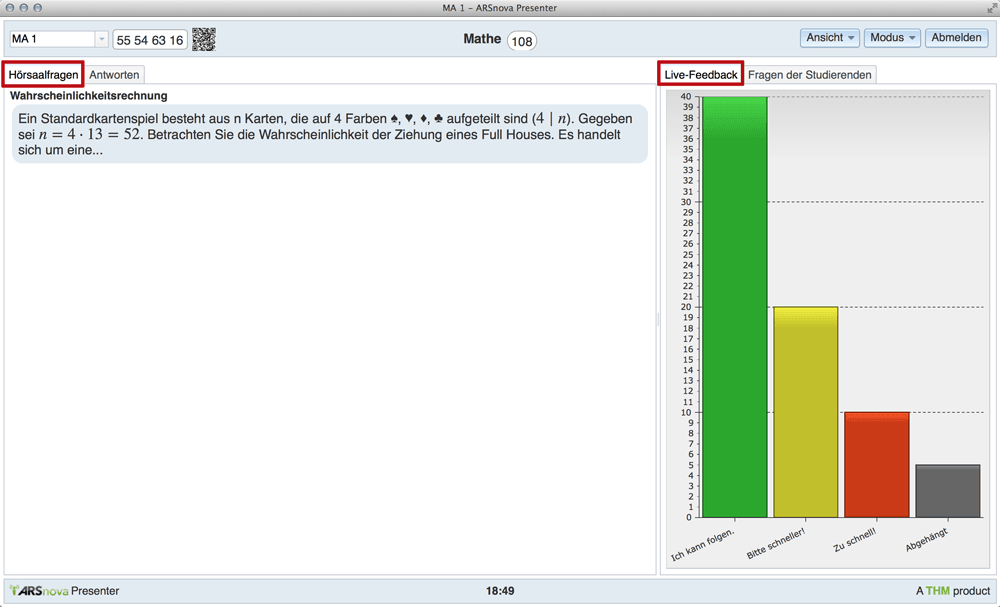 MA 1 – ARSnova Presenter
MA 1
55 54 63 16
Mathe 108
Ansicht
Modus
Abmelden
Hörsaalfragen
Antworten
Live-Feedback
Fragen der Studierenden
Wahrscheinlichkeitsrechnung
Ein Standardkartenspiel besteht aus n Karten, die auf 4 Farben ♠, ♥, ♦, ♣ aufgeteilt sind (4 | n). Gegeben
sei n = 4 · 13 = 52. Betrachten Sie die Wahrscheinlichkeit der Ziehung eines Full Houses. Es handelt
sich um eine...
40
39
38
37
36
35
34
33
32
31
30
29
28
27
26
25
24
23
22
21
20
19
18
17
16
15
14
13
12
11
10
9
8
7
6
5
4
3
2
1
0
Ich kann folgen.
Bitte schneller!
Zu schnell!
Abgehängt
ARSnova Presenter
18:49
A THM product